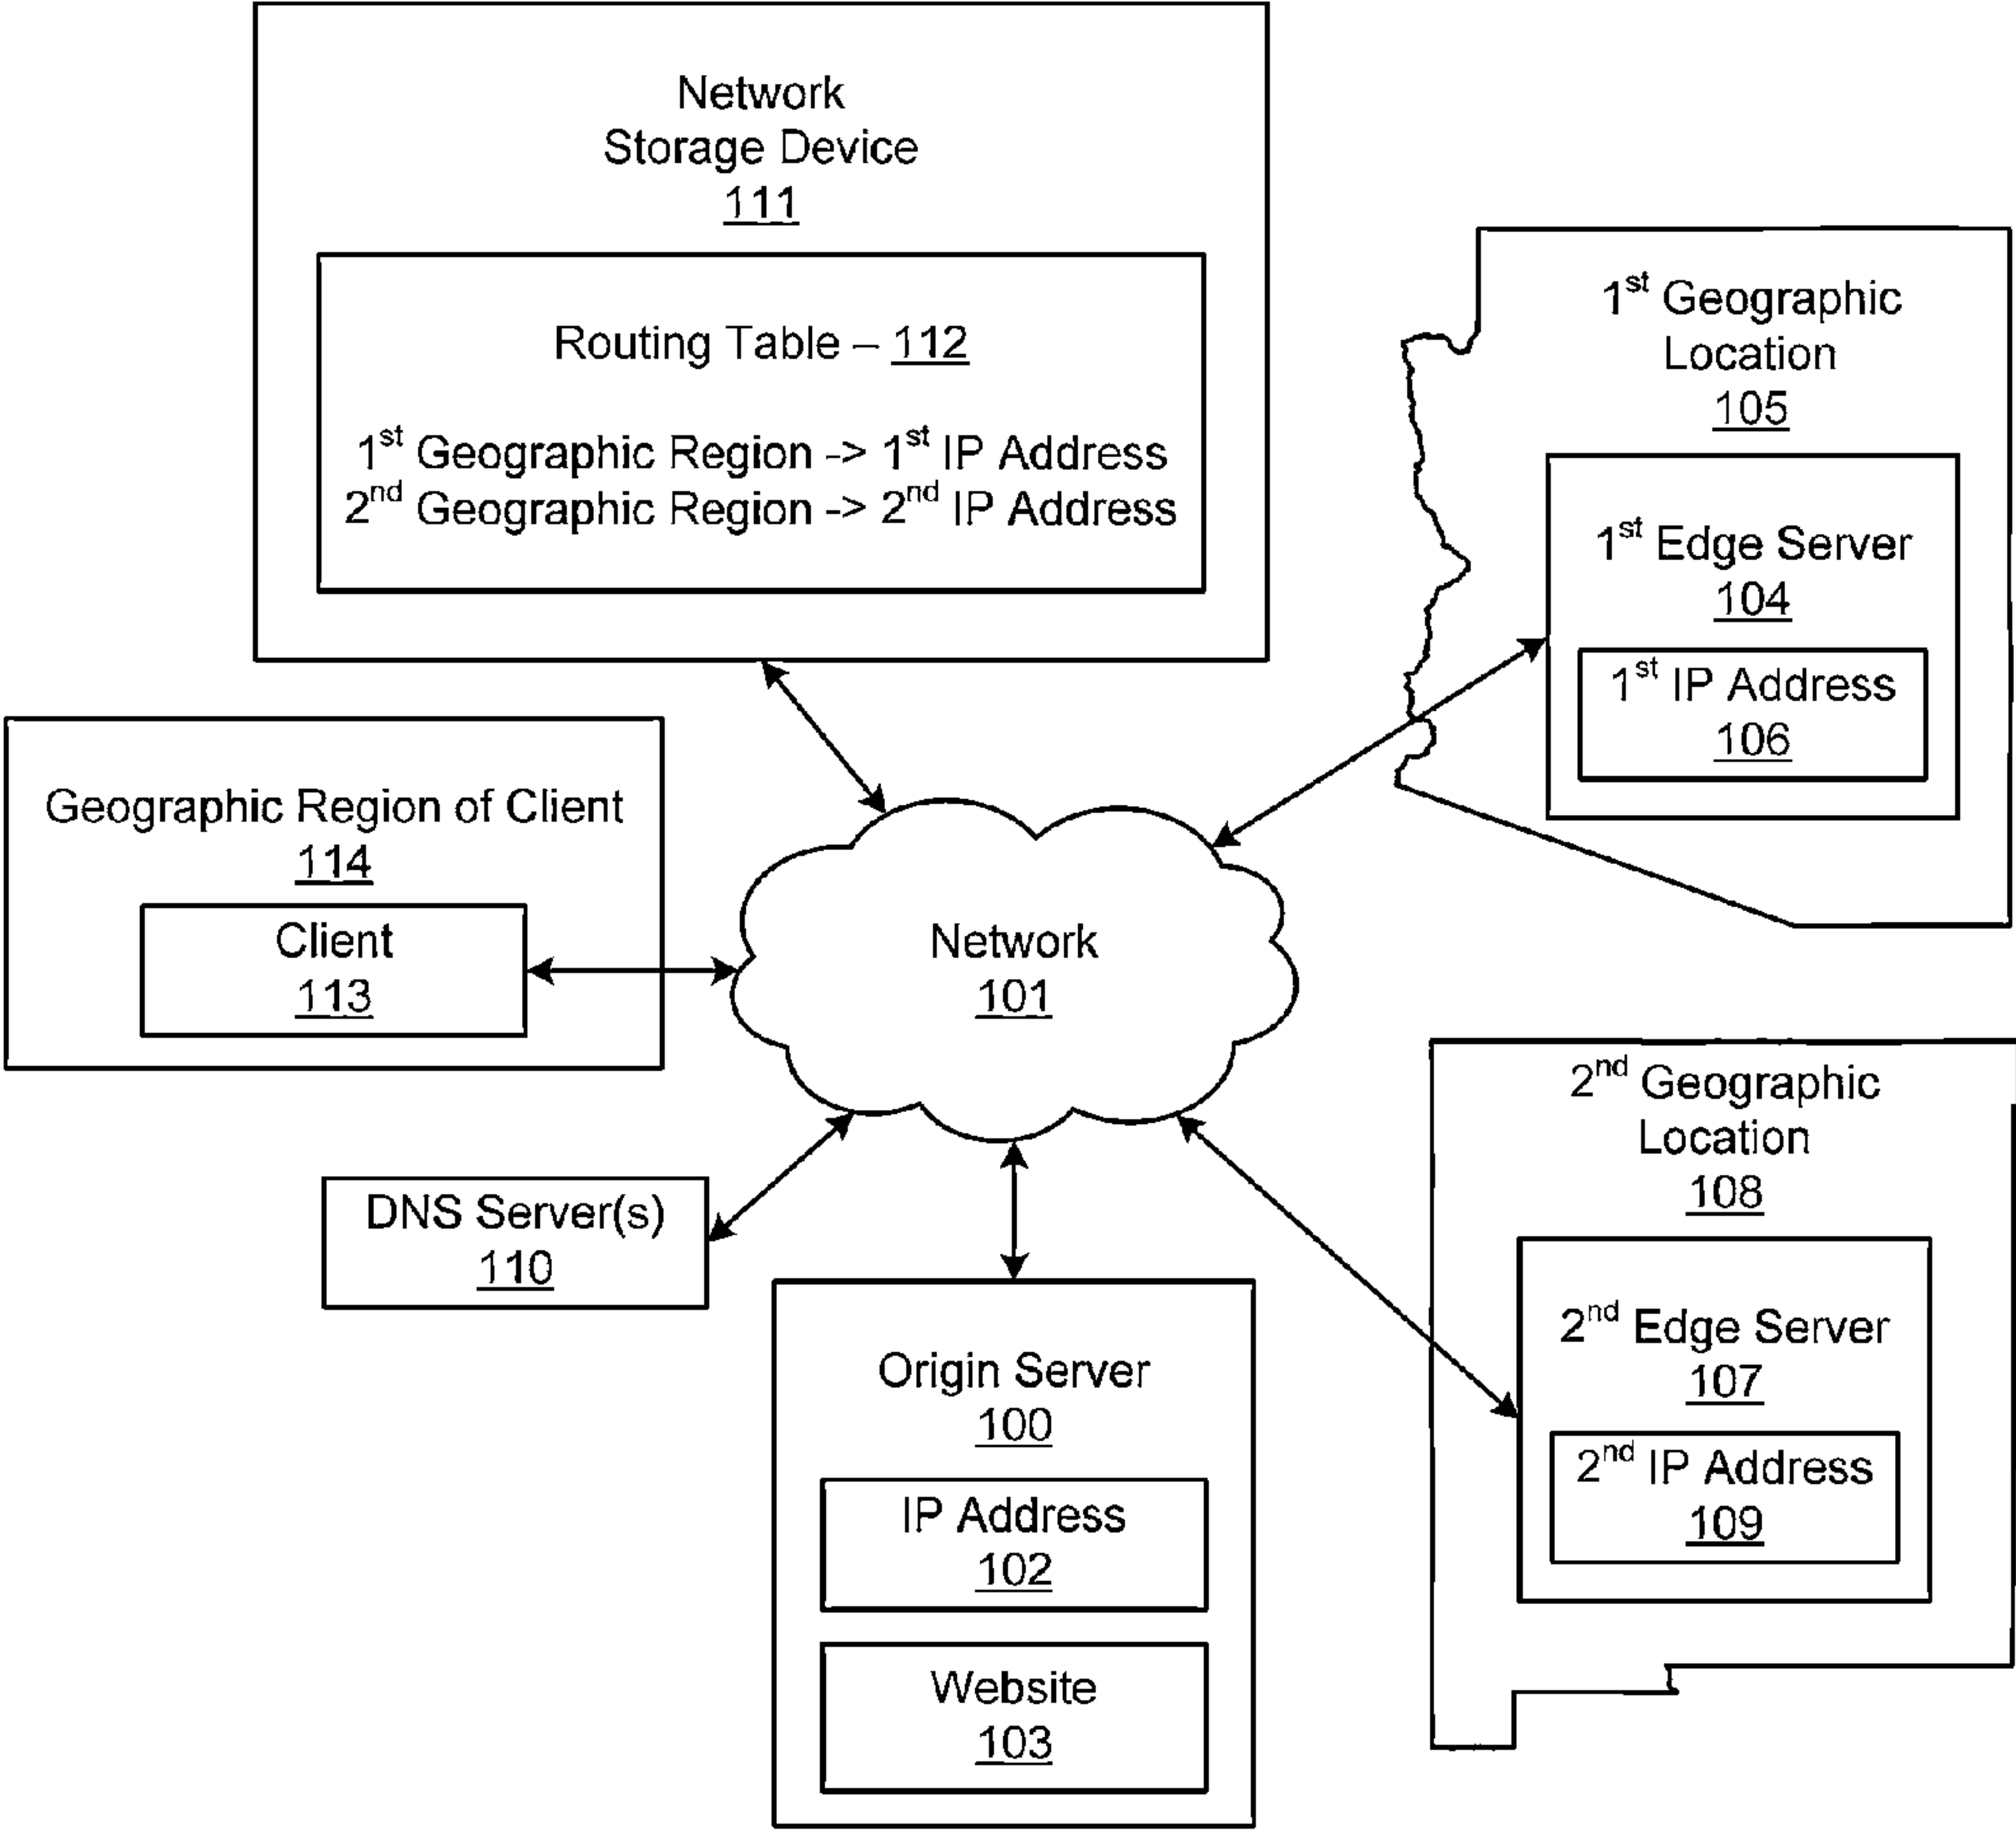 Network
Storage Device
111
Routing Table – 112
1st Geographic Region -> 1st IP Address
2nd Geographic Region -> 2nd IP Address
1st Geographic
Location
105
1st Edge Server
104
1st IP Address
106
Geographic Region of Client
114
Client
113
Network
101
2nd Geographic
Location
108
2nd Edge Server
107
2nd IP Address
109
DNS Server(s)
110
Origin Server
100
IP Address
102
Website
103